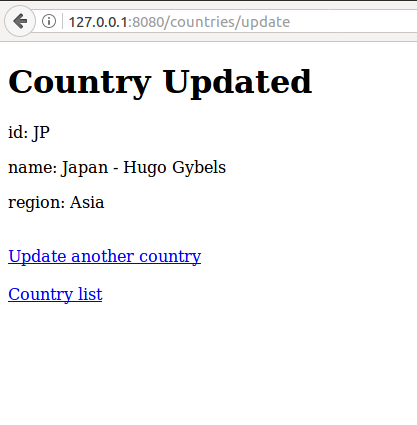 127.0.0.1:8080/countries/update
Country Updated
id: JP
name: Japan - Hugo Gybels
region: Asia
Update another country
Country list